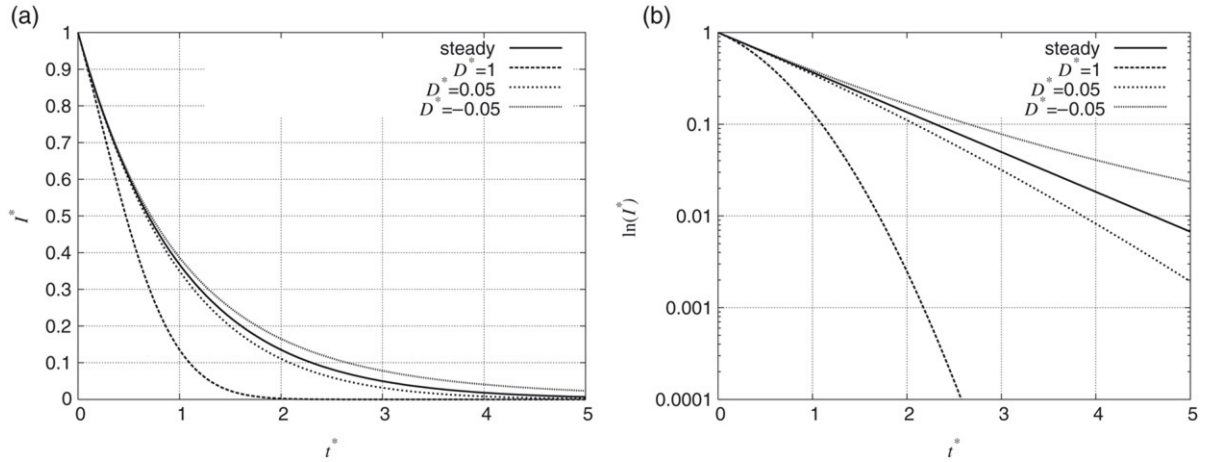 (a)
1
0.9
0.8
0.7
0.6
0.5
0.4
0.3
0.2
0.1
0
I*
0 1 2 3 4 5
t*
steady
D*=1
D*=0.05
D*=−0.05
(b)
1
0.1
0.01
0.001
0.0001
ln(I*)
0 1 2 3 4 5
t*
steady
D*=1
D*=0.05
D*=−0.05